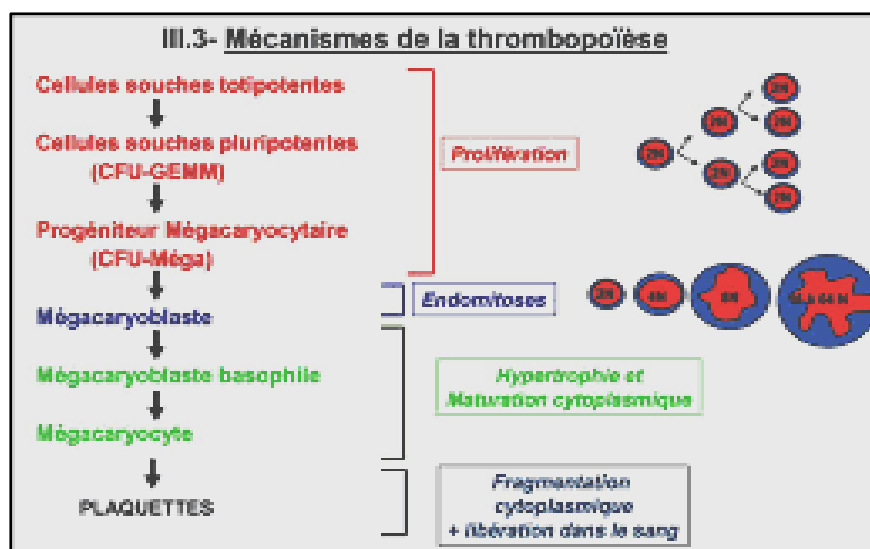 III.3- Mécanismes de la thrombopoïèse
Cellules souches totipotentes
Cellules souches pluripotentes
(CFU-GEMM)
Progéniteur Mégacaryocytaire
(CFU-Méga)
Mégacaryoblaste
Mégacaryoblaste basophile
Mégacaryocyte
PLAQUETTES
Prolifération
Endomitoses
Hypertrophie et
Maturation cytoplasmique
Fragmentation
cytoplasmique
+ libération dans le sang
2N
2N
2N
2N
2N
2N
2N
2N
4N
8N